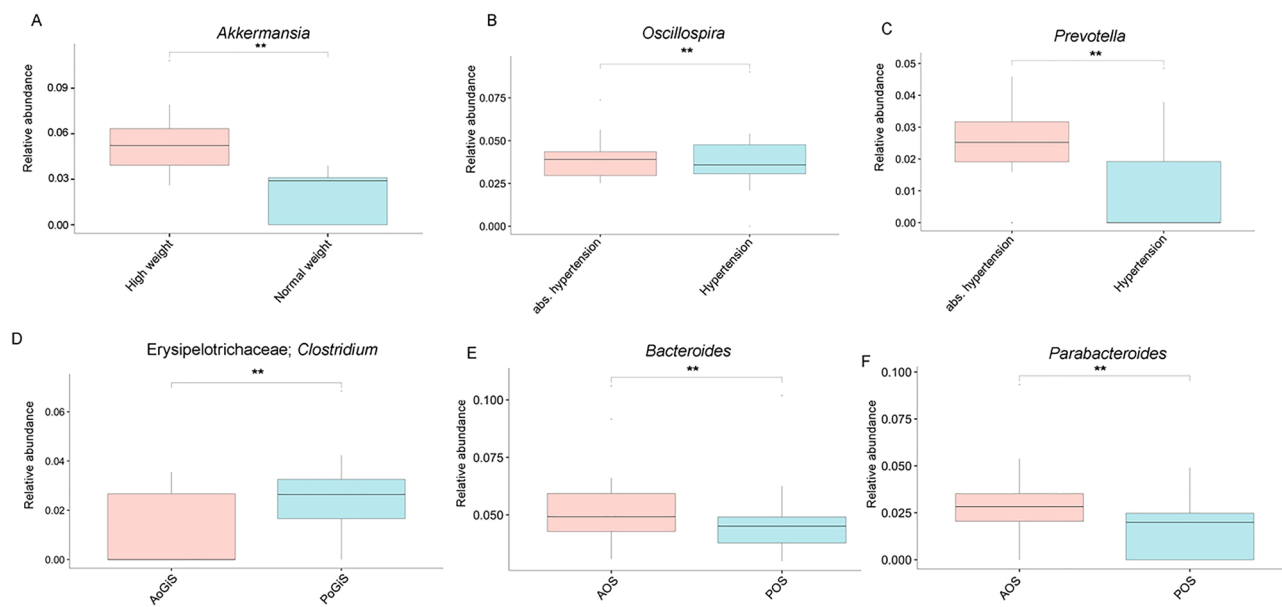 A
Akkermansia
**
Relative abundance
0.09
0.06
0.03
0.00
High weight
Normal weight
B
Oscillospira
**
Relative abundance
0.075
0.050
0.025
0.000
abs. hypertension
Hypertension
C
Prevotella
**
Relative abundance
0.05
0.04
0.03
0.02
0.01
0.00
abs. hypertension
Hypertension
D
Erysipelotrichaceae; Clostridium
**
Relative abundance
0.06
0.04
0.02
0.00
AoGiS
PoGiS
E
Bacteroides
**
Relative abundance
0.100
0.075
0.050
AOS
POS
F
Parabacteroides
**
Relative abundance
0.100
0.075
0.050
0.025
0.000
AOS
POS